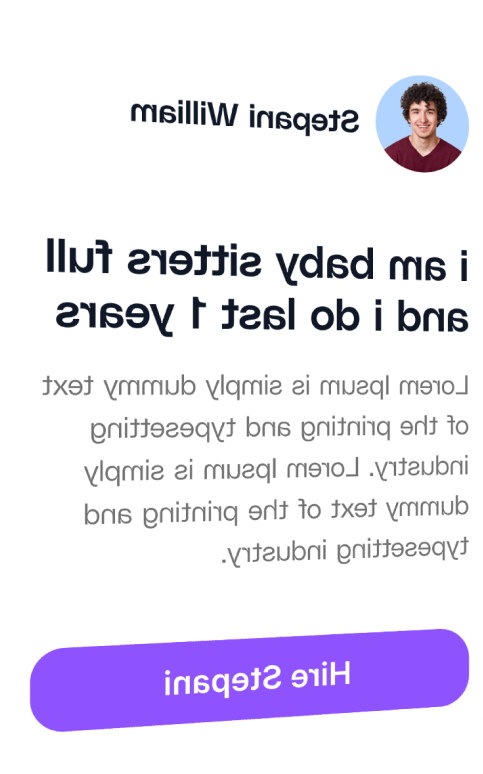 Stepani William
i am baby sitters full
and i do last 1 years
Lorem Ipsum is simply dummy text
of the printing and typesetting
industry. Lorem Ipsum is simply
dummy text of the printing and
typesetting industry.
Hire Stepani